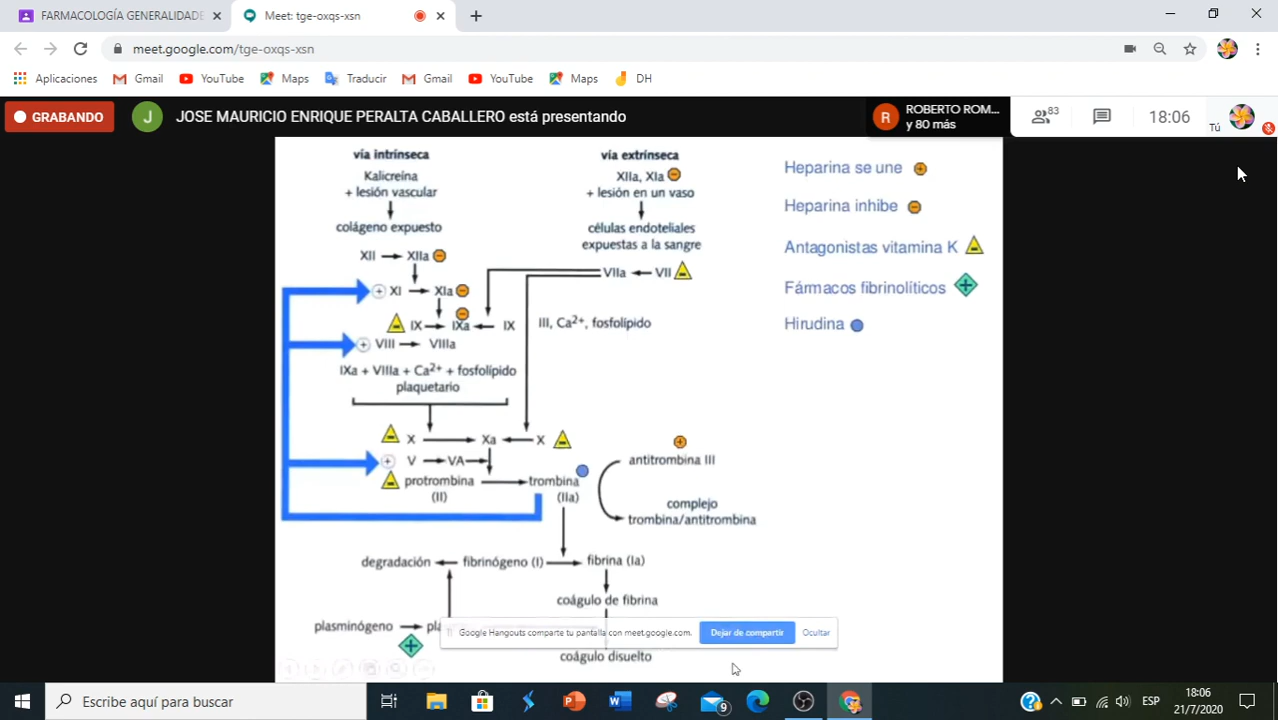 FARMACOLOGÍA GENERALIDADE
Meet: tge-oxqs-xsn
meet.google.com/tge-oxqs-xsn
Aplicaciones
Gmail
YouTube
Maps
Traducir
Gmail
YouTube
Maps
DH
GRABANDO
J
JOSE MAURICIO ENRIQUE PERALTA CABALLERO está presentando
R
ROBERTO ROM...
y 80 más
83
18:06
Tú
vía intrínseca
Kalicreína
+ lesión vascular
colágeno expuesto
XII XIIa
XI XIa
IX IXa IX
VIII VIIIa
IXa + VIIIa + Ca2+ + fosfolípido
plaquetario
X Xa X
V VA
protrombina
(II)
trombina
(IIa)
vía extrínseca
XIIa, XIa
+ lesión en un vaso
células endoteliales
expuestas a la sangre
VIIa VII
III, Ca2+, fosfolípido
antitrombina III
complejo
trombina/antitrombina
degradación fibrinógeno (I) fibrina (Ia)
coágulo de fibrina
plasminógeno
coágulo disuelto
Heparina se une
Heparina inhibe
Antagonistas vitamina K
Fármacos fibrinolíticos
Hirudina
Google Hangouts comparte tu pantalla con meet.google.com.
Dejar de compartir
Ocultar
Escribe aquí para buscar
9
ESP
18:06
21/7/2020